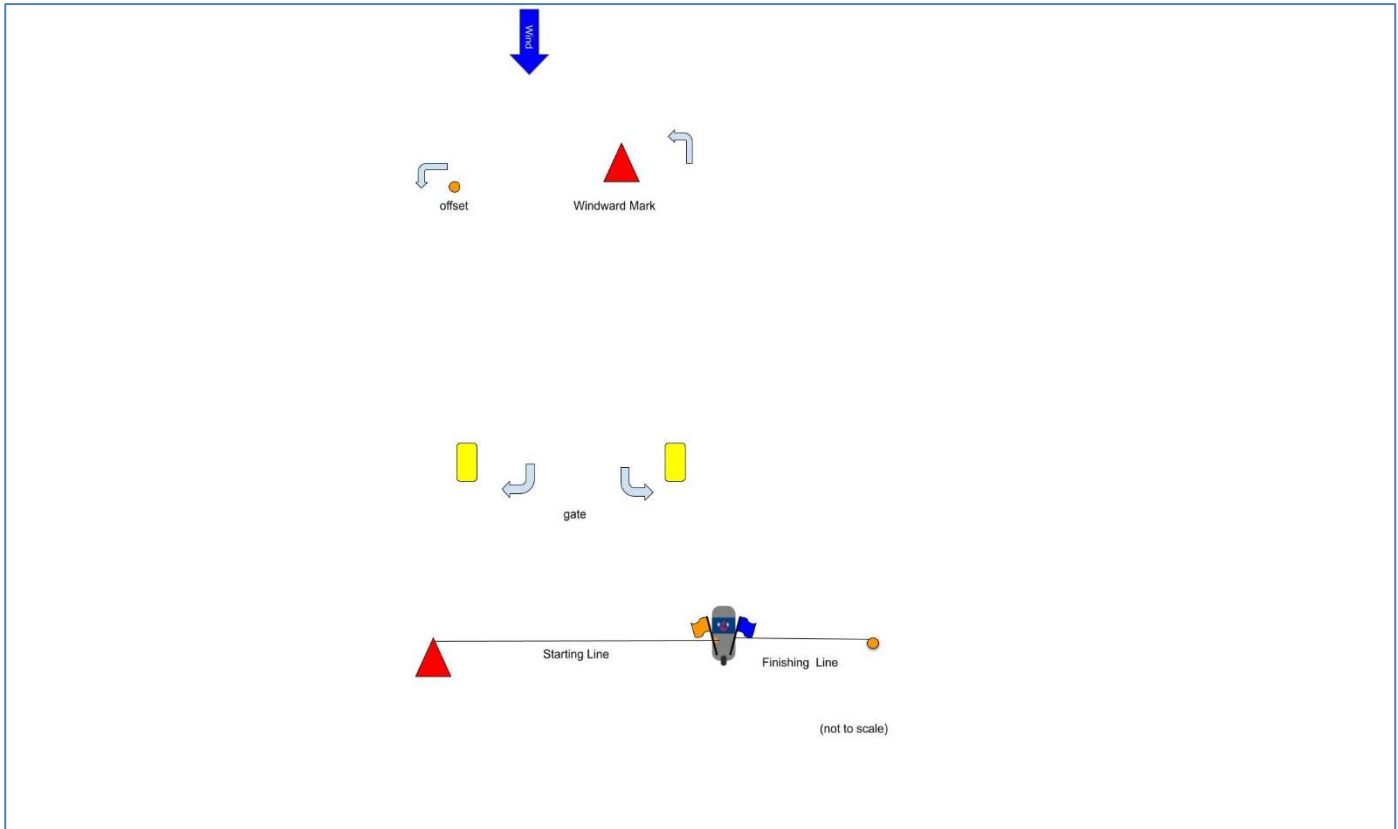 Wind
offset
Windward Mark
gate
Starting Line
Finishing Line
(not to scale)